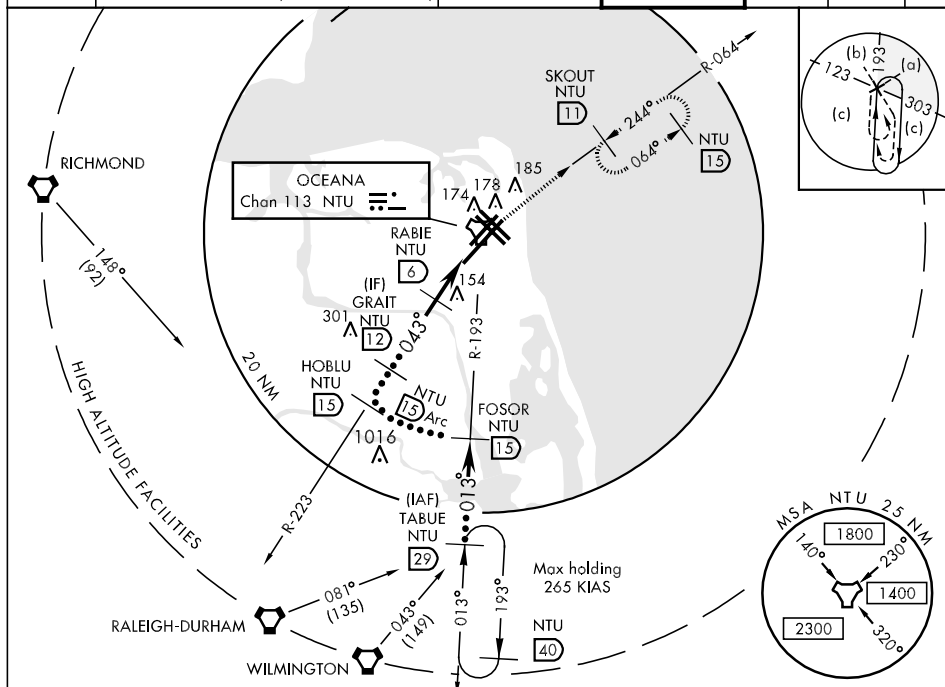 R-064
SKOUT
NTU
11
244°
064°
NTU
15
(b)
193
(a)
123
303
(c)
(c)
RICHMOND
148°
(92)
OCEANA
Chan 113 NTU
174
178
185
RABIE
NTU
6
154
(IF)
GRAIT
NTU
12
301
043°
R-193
20 NM
HOBLU
NTU
15
NTU
15 Arc
FOSOR
NTU
15
1016
HIGH ALTITUDE FACILITIES
R-223
013°
(IAF)
TABUE
NTU
29
Max holding
265 KIAS
081°
(135)
043°
(149)
013°
193°
RALEIGH-DURHAM
WILMINGTON
NTU
40
MSA NTU 25 NM
1800
140°
230°
1400
2300
320°